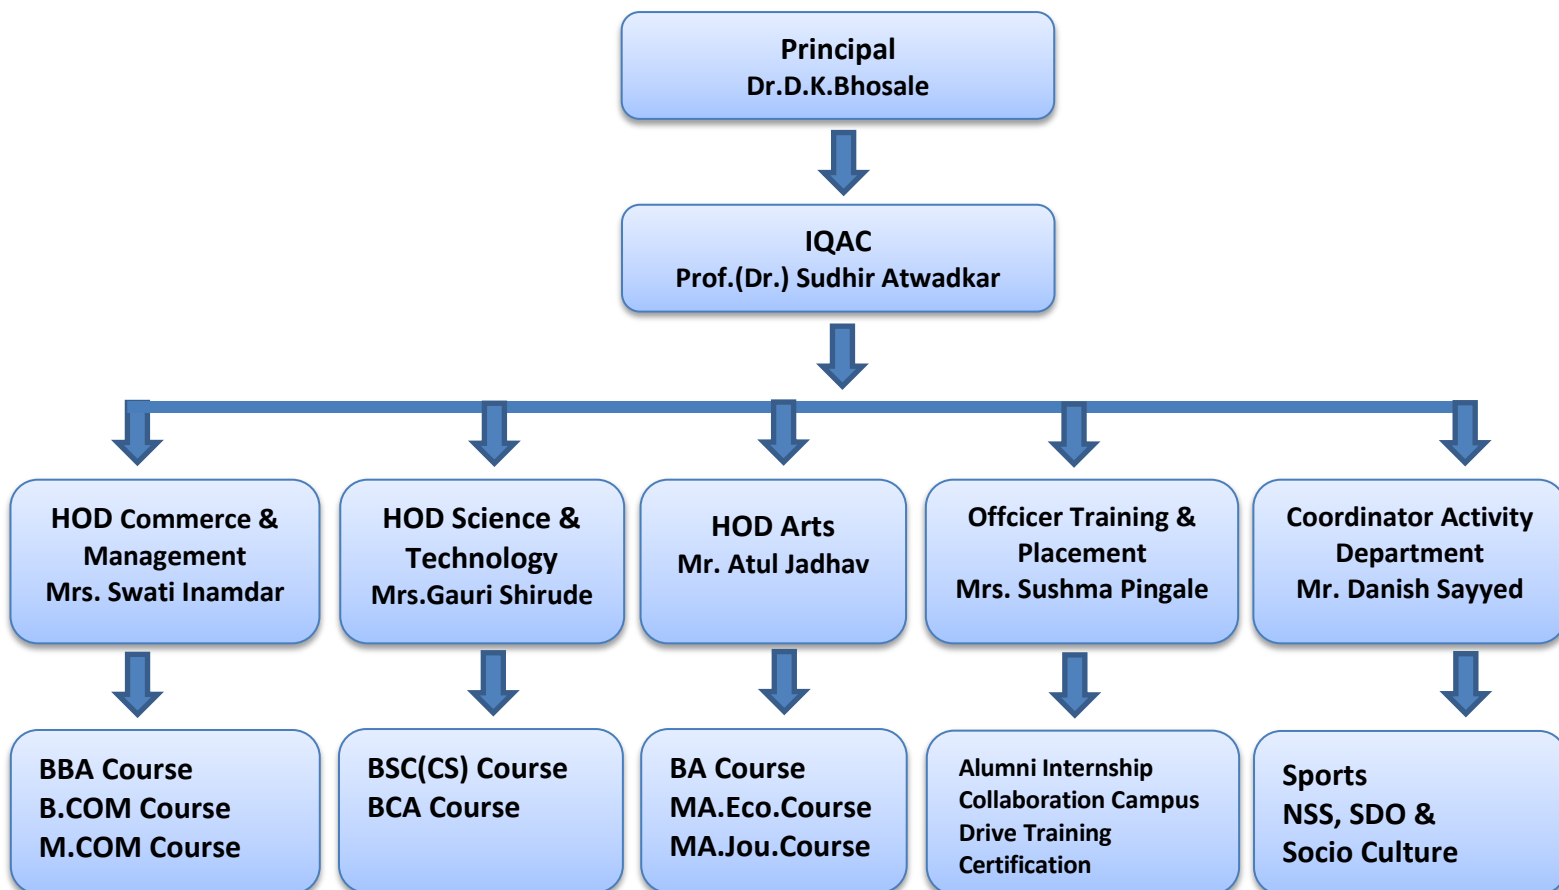 Principal
Dr.D.K.Bhosale
IQAC
Prof.(Dr.) Sudhir Atwadkar
HOD Commerce &
Management
Mrs. Swati Inamdar
HOD Science &
Technology
Mrs.Gauri Shirude
HOD Arts
Mr. Atul Jadhav
Offcicer Training &
Placement
Mrs. Sushma Pingale
Coordinator Activity
Department
Mr. Danish Sayyed
BBA Course
B.COM Course
M.COM Course
BSC(CS) Course
BCA Course
BA Course
MA.Eco.Course
MA.Jou.Course
Alumni Internship
Collaboration Campus
Drive Training
Certification
Sports
NSS, SDO &
Socio Culture